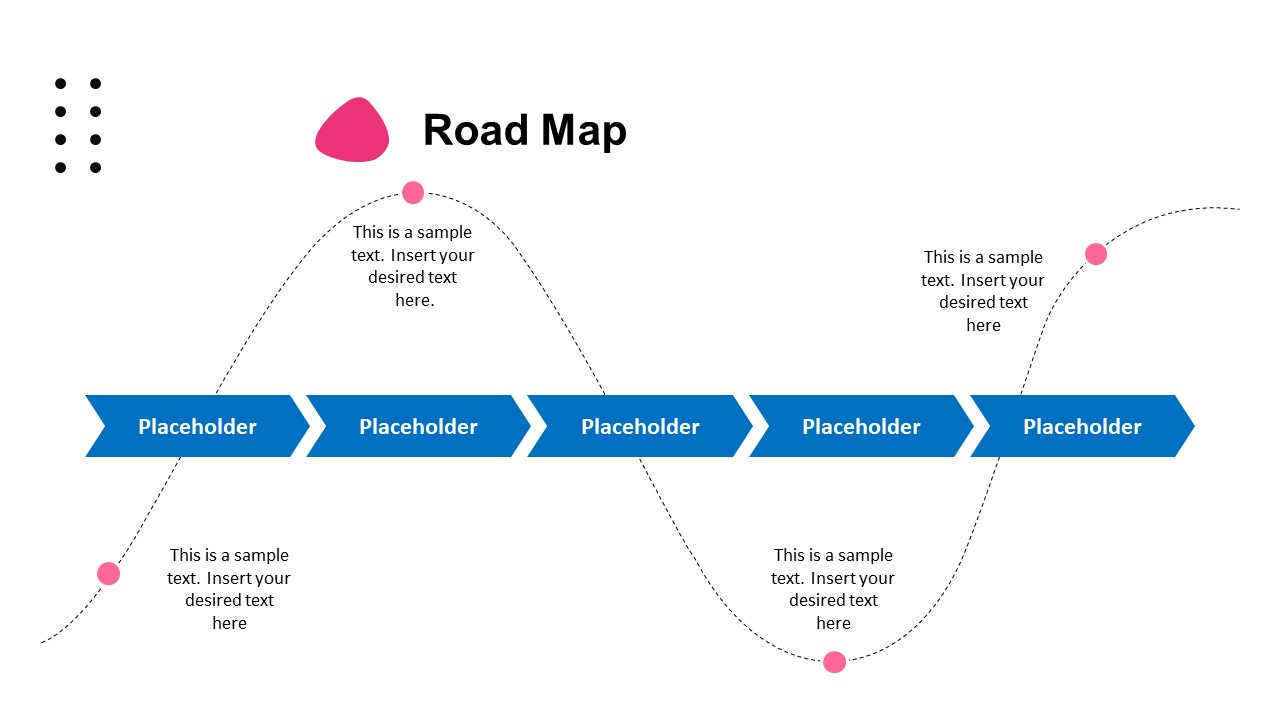 Road Map
This is a sample
text. Insert your
desired text
here.
This is a sample
text. Insert your
desired text
here
Placeholder
Placeholder
Placeholder
Placeholder
Placeholder
This is a sample
text. Insert your
desired text
here
This is a sample
text. Insert your
desired text
here